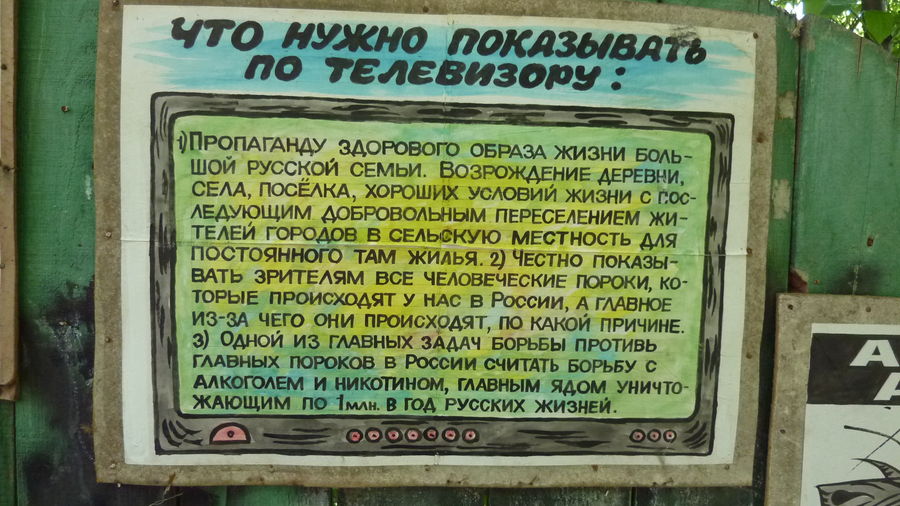 ЧТО НУЖНО ПОКАЗЫВАТЬ
ПО ТЕЛЕВИЗОРУ:
1) ПРОПАГАНДУ ЗДОРОВОГО ОБРАЗА ЖИЗНИ БОЛЬ-
ШОЙ РУССКОЙ СЕМЬИ. ВОЗРОЖДЕНИЕ ДЕРЕВНИ,
СЕЛА, ПОСЁЛКА, ХОРОШИХ УСЛОВИЙ ЖИЗНИ С ПОС-
ЛЕДУЮЩИМ ДОБРОВОЛЬНЫМ ПЕРЕСЕЛЕНИЕМ ЖИ-
ТЕЛЕЙ ГОРОДОВ В СЕЛЬСКУЮ МЕСТНОСТЬ ДЛЯ
ПОСТОЯННОГО ТАМ ЖИЛЬЯ. 2) ЧЕСТНО ПОКАЗЫ-
ВАТЬ ЗРИТЕЛЯМ ВСЕ ЧЕЛОВЕЧЕСКИЕ ПОРОКИ, КО-
ТОРЫЕ ПРОИСХОДЯТ У НАС В РОССИИ, А ГЛАВНОЕ
ИЗ-ЗА ЧЕГО ОНИ ПРОИСХОДЯТ, ПО КАКОЙ ПРИЧИНЕ.
3) ОДНОЙ ИЗ ГЛАВНЫХ ЗАДАЧ БОРЬБЫ ПРОТИВЬ
ГЛАВНЫХ ПОРОКОВ В РОССИИ СЧИТАТЬ БОРЬБУ С
АЛКОГОЛЕМ И НИКОТИНОМ, ГЛАВНЫМ ЯДОМ УНИЧТО-
ЖАЮЩИМ ПО 1 МЛН. В ГОД РУССКИХ ЖИЗНЕЙ.